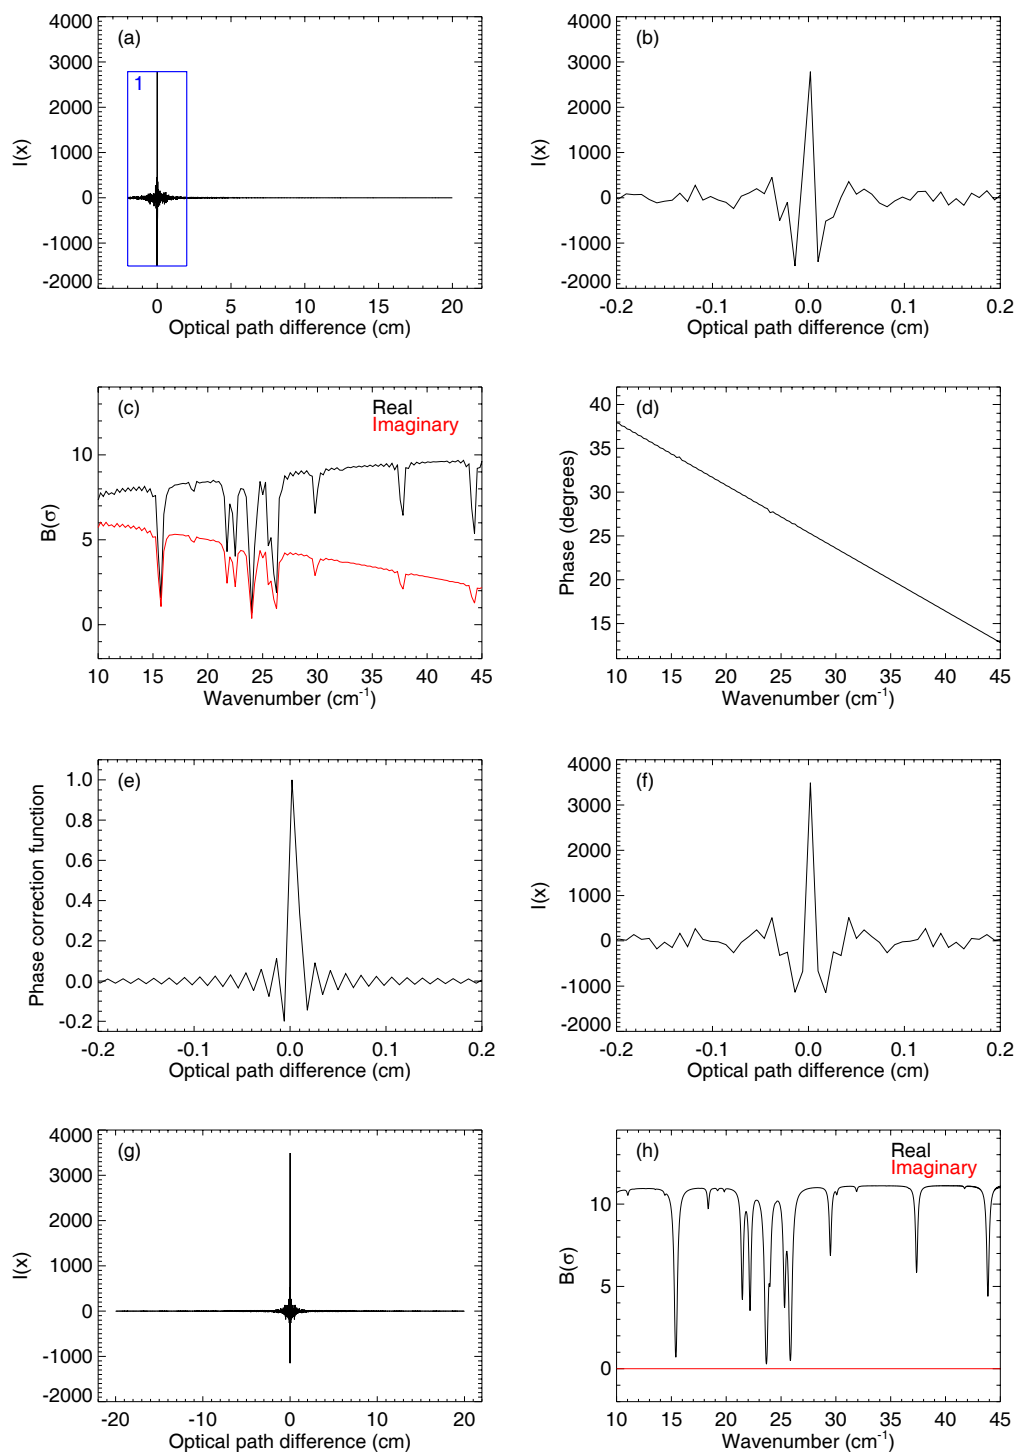 (a)
1
I(x)
4000
3000
2000
1000
0
-1000
-2000
0 5 10 15 20
Optical path difference (cm)
(b)
I(x)
4000
3000
2000
1000
0
-1000
-2000
-0.2 -0.1 0.0 0.1 0.2
Optical path difference (cm)
(c)
Real
Imaginary
B(σ)
10
5
0
10 15 20 25 30 35 40 45
Wavenumber (cm⁻¹)
(d)
Phase (degrees)
40
35
30
25
20
15
10 15 20 25 30 35 40 45
Wavenumber (cm⁻¹)
(e)
Phase correction function
1.0
0.8
0.6
0.4
0.2
0.0
-0.2
-0.2 -0.1 0.0 0.1 0.2
Optical path difference (cm)
(f)
I(x)
4000
3000
2000
1000
0
-1000
-2000
-0.2 -0.1 0.0 0.1 0.2
Optical path difference (cm)
(g)
I(x)
4000
3000
2000
1000
0
-1000
-2000
-20 -10 0 10 20
Optical path difference (cm)
(h)
Real
Imaginary
B(σ)
10
5
0
10 15 20 25 30 35 40 45
Wavenumber (cm⁻¹)